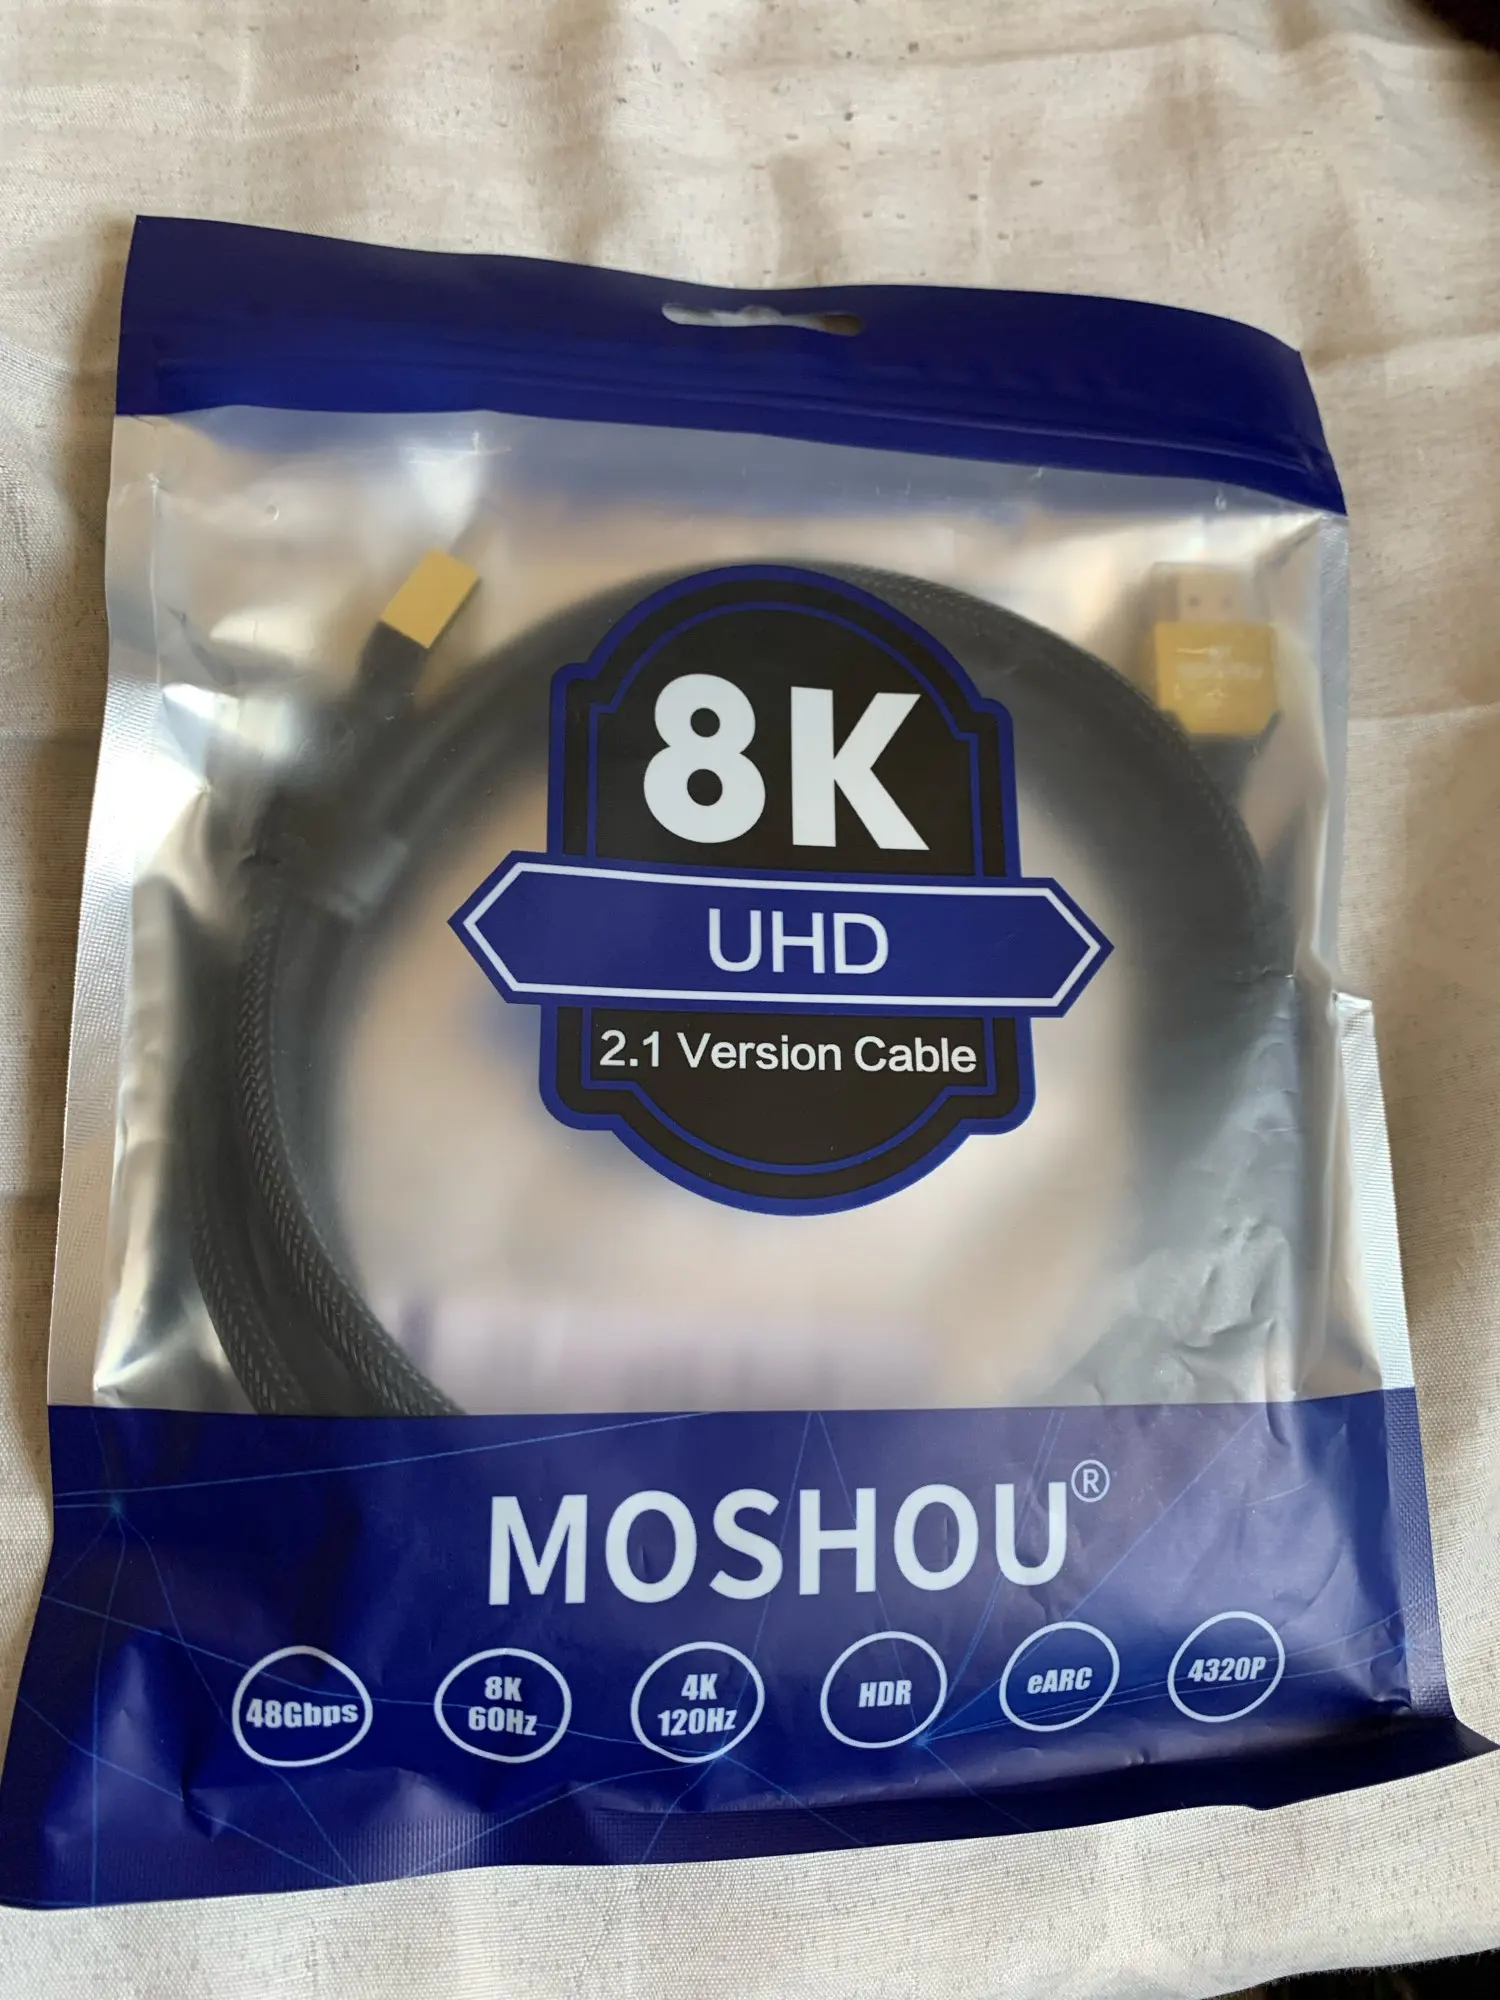 8K
UHD
2.1 Version Cable
MOSHOU®
48Gbps
8K
60Hz
4K
120Hz
HDR
eARC
4320P